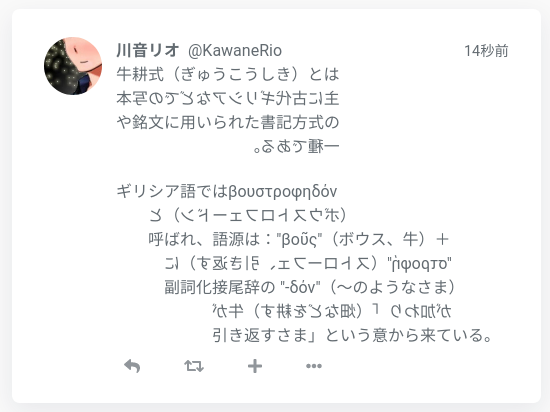 川音リオ @KawaneRio 14秒前
牛耕式（ぎゅうこうしき）とは
主に古代ギリシアなどでの写本
や銘文に用いられた書記方式の
一種である。
ギリシア語ではβουστροφηδόν
（ボウストロフェードン）と
呼ばれ、語源は："βοῦς"（ボウス、牛）＋
"στροφή"（ストロフェ、引き返す）に
副詞化接尾辞の "-δόν"（～のようなさま）
が加わり「（畑などを耕す）牛が
引き返すさま」という意から来ている。